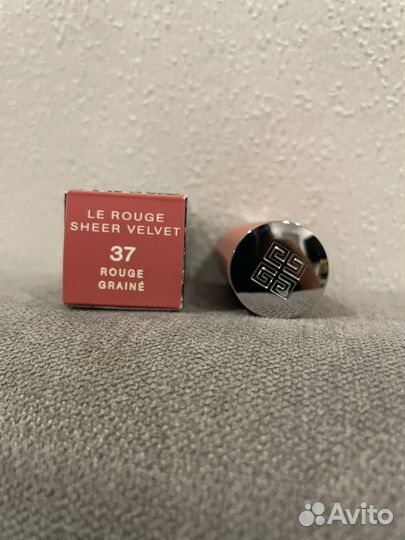 LE ROUGE
SHEER VELVET
37
ROUGE
GRAINÉ
Avito